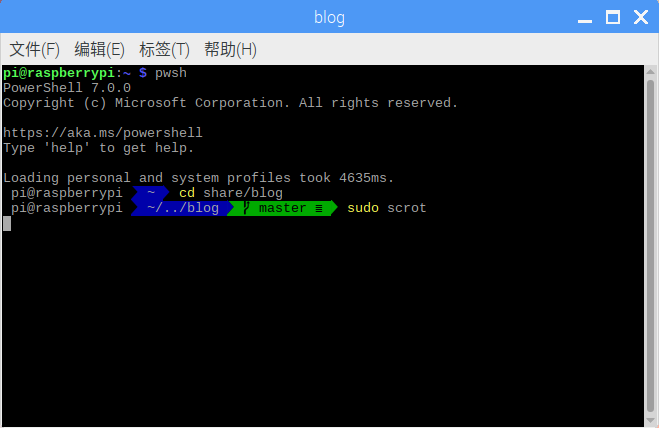 blog
文件(F) 编辑(E) 标签(T) 帮助(H)
pi@raspberrypi:~ $ pwsh
PowerShell 7.0.0
Copyright (c) Microsoft Corporation. All rights reserved.
https://aka.ms/powershell
Type 'help' to get help.
Loading personal and system profiles took 4635ms.
pi@raspberrypi ~ cd share/blog
pi@raspberrypi ~/../blog master ≡ sudo scrot